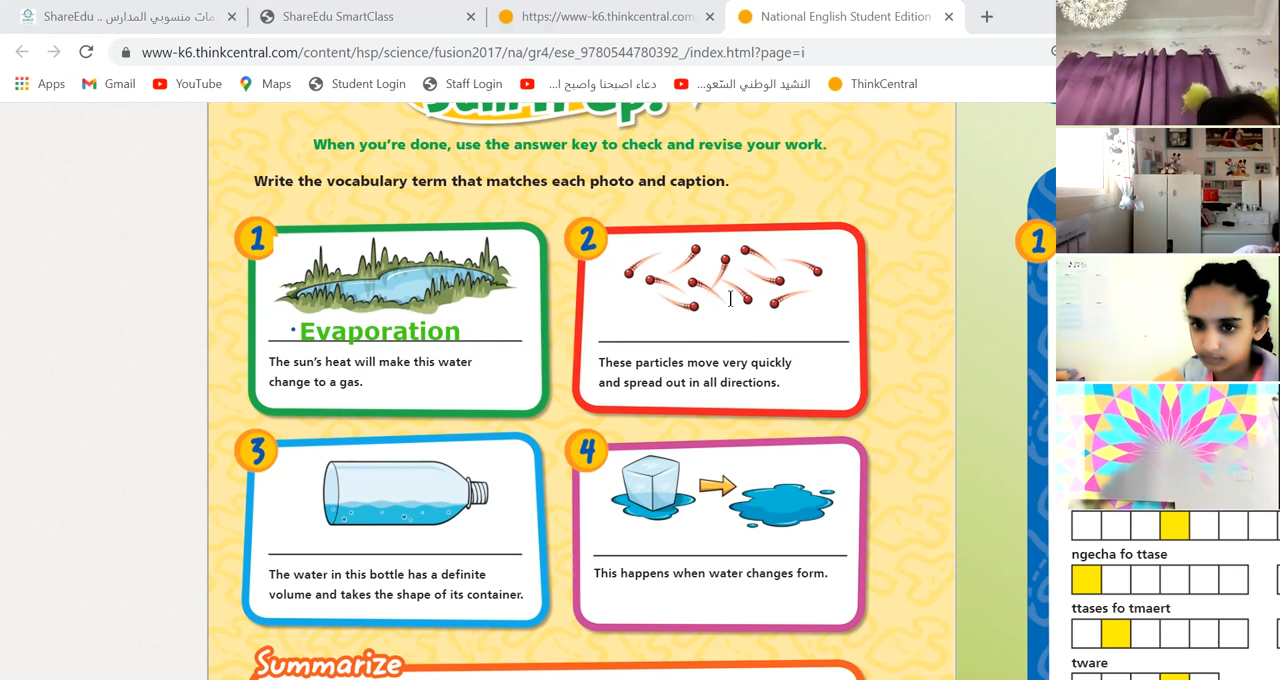 ShareEdu .. مات منسوبي المدارس
ShareEdu SmartClass
https://www-k6.thinkcentral.com
National English Student Edition
www-k6.thinkcentral.com/content/hsp/science/fusion2017/na/gr4/ese_9780544780392_/index.html?page=i
Apps
Gmail
YouTube
Maps
Student Login
Staff Login
دعاء اصبحنا واصبح ا...
النشيد الوطني السعو...
ThinkCentral
Sum It Up!
When you're done, use the answer key to check and revise your work.
Write the vocabulary term that matches each photo and caption.
1
Evaporation
The sun's heat will make this water
change to a gas.
2
These particles move very quickly
and spread out in all directions.
3
The water in this bottle has a definite
volume and takes the shape of its container.
4
This happens when water changes form.
Summarize
1
ngecha fo ttase
ttases fo tmaert
tware